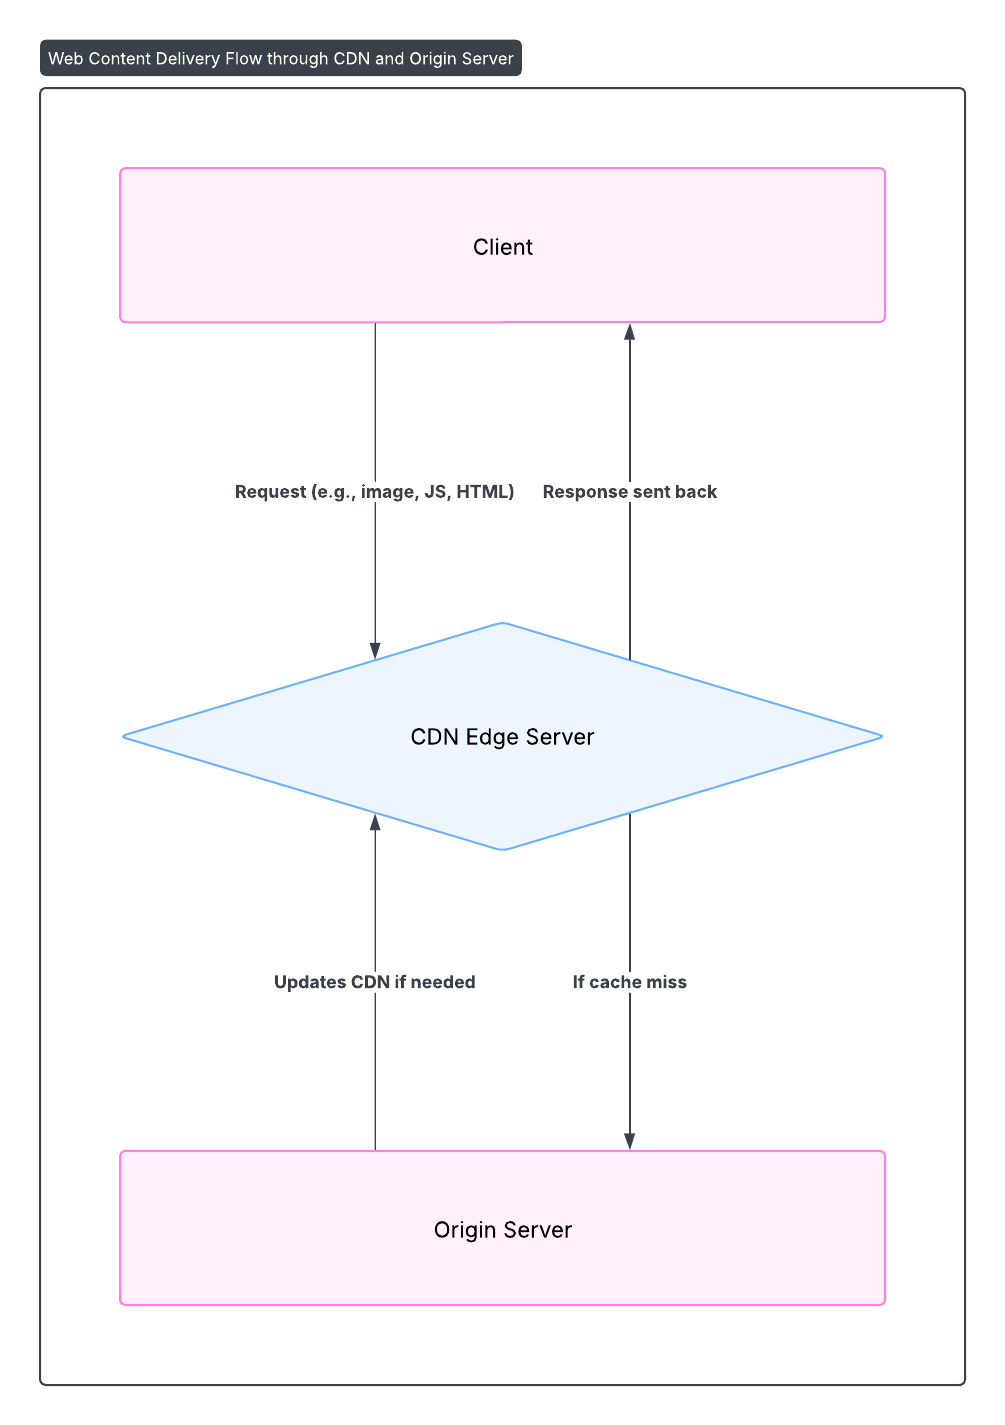 Web Content Delivery Flow through CDN and Origin Server
Client
Request (e.g., image, JS, HTML)
Response sent back
CDN Edge Server
Updates CDN if needed
If cache miss
Origin Server